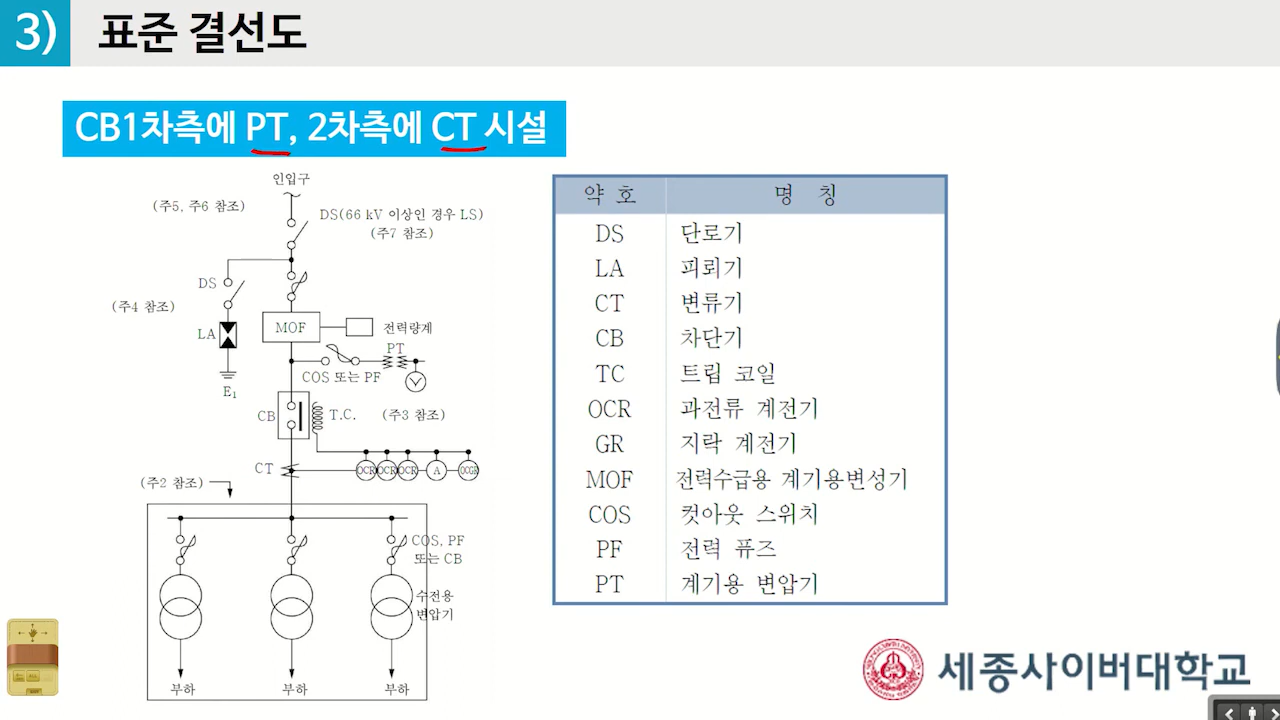 3) 표준 결선도
CB1차측에 PT, 2차측에 CT 시설
인입구
(주5, 주6 참조)
DS(66 kV 이상인 경우 LS)
(주7 참조)
DS
(주4 참조)
LA
E₁
MOF
전력량계
PT
COS 또는 PF
V
CB
T.C.
(주3 참조)
CT
OCR OCR OCR A OCGR
(주2 참조)
COS, PF
또는 CB
수전용
변압기
부하 부하 부하
약 호 명 칭
DS 단로기
LA 피뢰기
CT 변류기
CB 차단기
TC 트립 코일
OCR 과전류 계전기
GR 지락 계전기
MOF 전력수급용 계기용변성기
COS 컷아웃 스위치
PF 전력 퓨즈
PT 계기용 변압기
세종사이버대학교